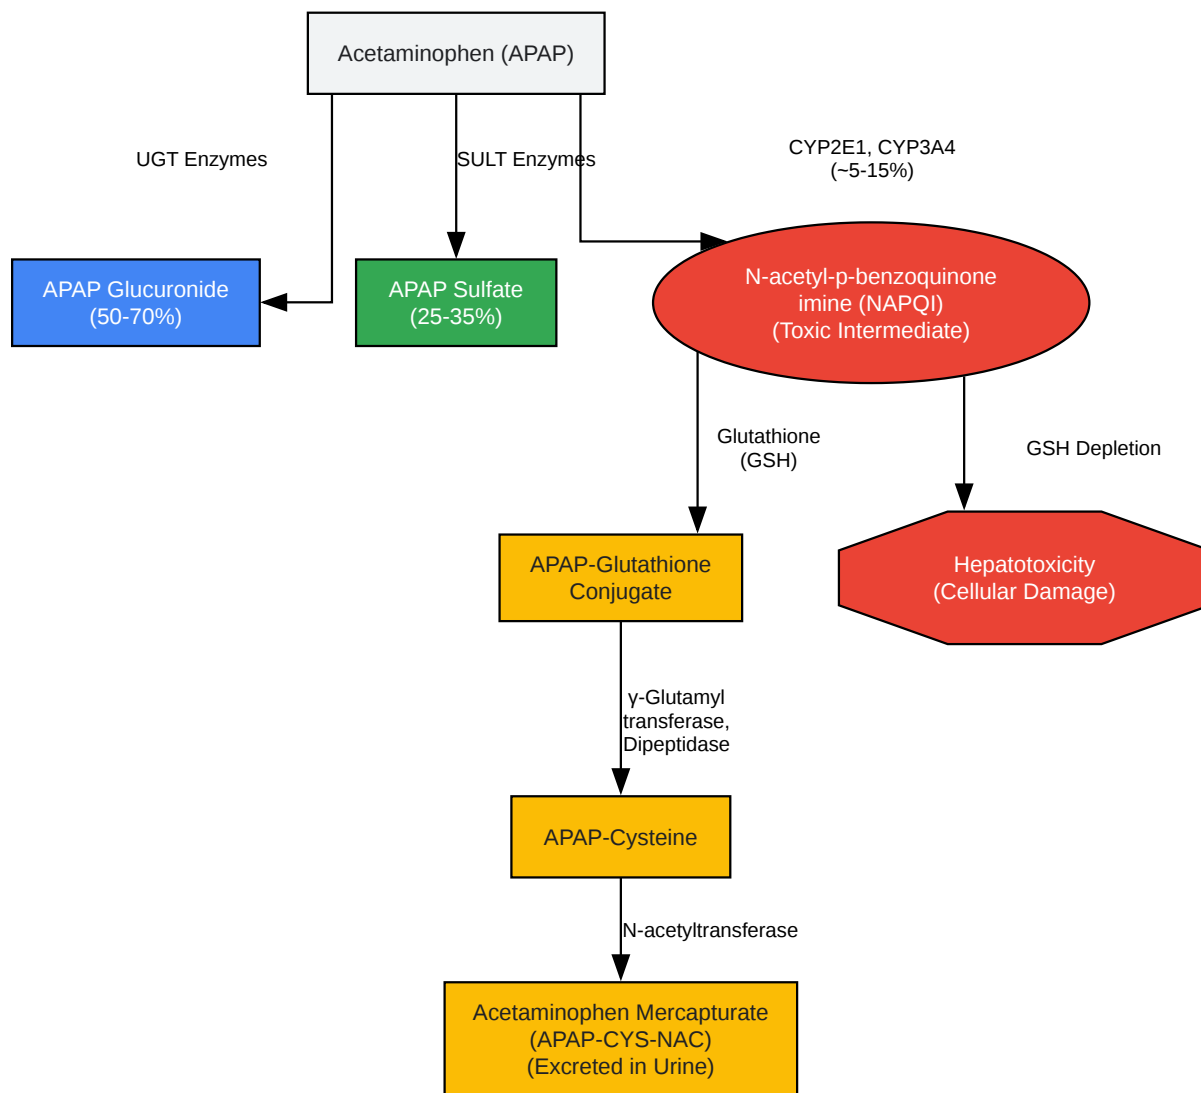 Acetaminophen (APAP)
UGT Enzymes
SULT Enzymes
CYP2E1, CYP3A4
(~5-15%)
APAP Glucuronide
(50-70%)
APAP Sulfate
(25-35%)
N-acetyl-p-benzoquinone
imine (NAPQI)
(Toxic Intermediate)
Glutathione
(GSH)
GSH Depletion
APAP-Glutathione
Conjugate
Hepatotoxicity
(Cellular Damage)
γ-Glutamyl
transferase,
Dipeptidase
APAP-Cysteine
N-acetyltransferase
Acetaminophen Mercapturate
(APAP-CYS-NAC)
(Excreted in Urine)